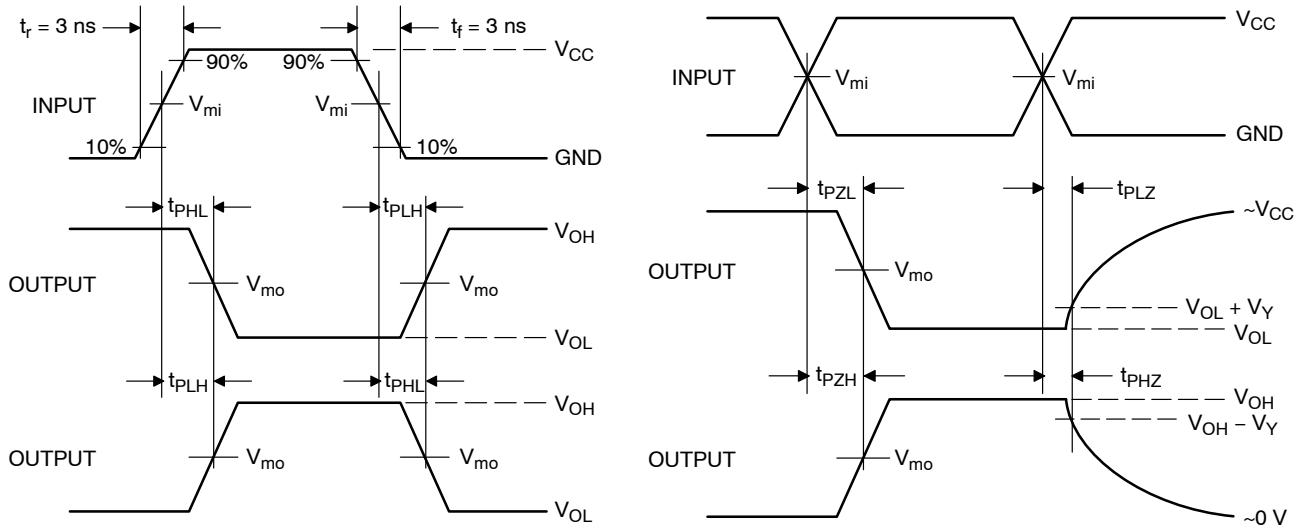 t_r = 3 ns
t_f = 3 ns
V_CC
90%
90%
INPUT
V_mi
V_mi
10%
10%
GND
t_PHL
t_PLH
V_OH
OUTPUT
V_mo
V_mo
V_OL
t_PLH
t_PHL
V_OH
OUTPUT
V_mo
V_mo
V_OL
V_CC
INPUT
V_mi
V_mi
GND
t_PZL
t_PLZ
~V_CC
OUTPUT
V_mo
V_OL + V_Y
V_OL
t_PZH
t_PHZ
V_OH
V_OH − V_Y
OUTPUT
V_mo
~0 V